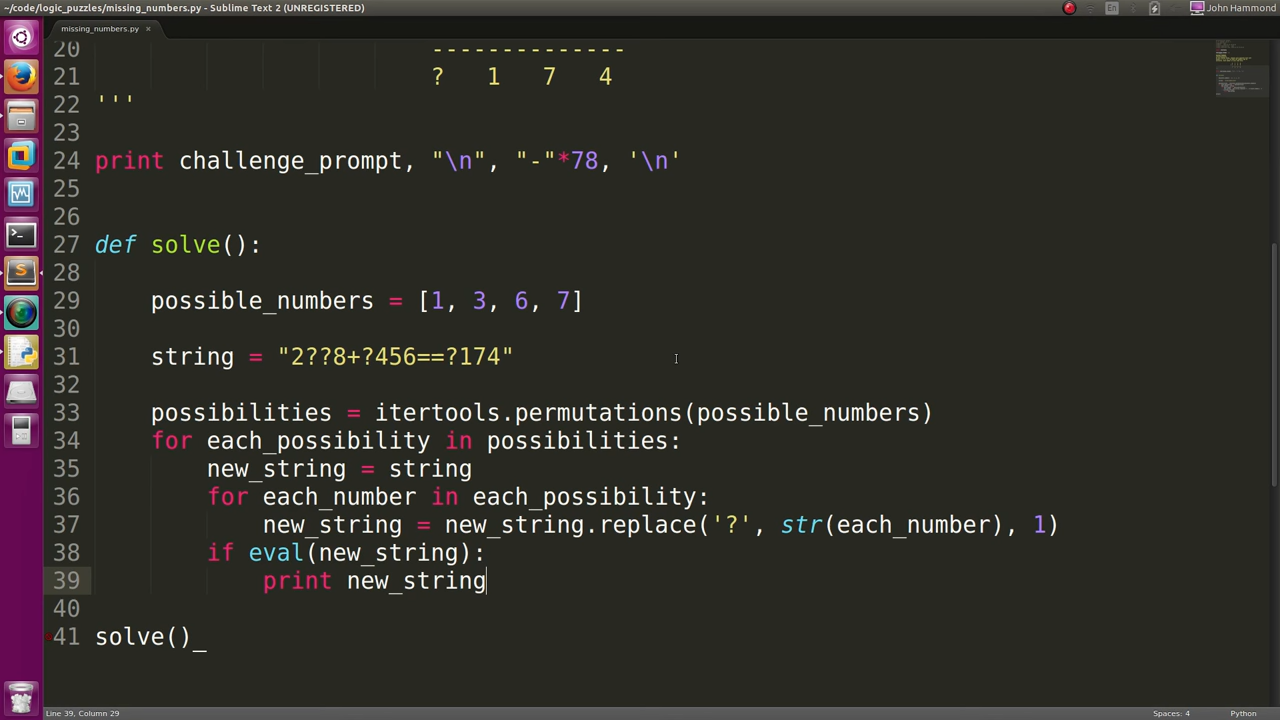 ~/code/logic_puzzles/missing_numbers.py - Sublime Text 2 (UNREGISTERED)
En
John Hammond
missing_numbers.py ×
20 --------------
21 ? 1 7 4
22 '''
23
24 print challenge_prompt, "\n", "-"*78, '\n'
25
26
27 def solve():
28
29 possible_numbers = [1, 3, 6, 7]
30
31 string = "2??8+?456==?174"
32
33 possibilities = itertools.permutations(possible_numbers)
34 for each_possibility in possibilities:
35 new_string = string
36 for each_number in each_possibility:
37 new_string = new_string.replace('?', str(each_number), 1)
38 if eval(new_string):
39 print new_string
40
41 solve()_
Line 39, Column 29
Spaces: 4
Python